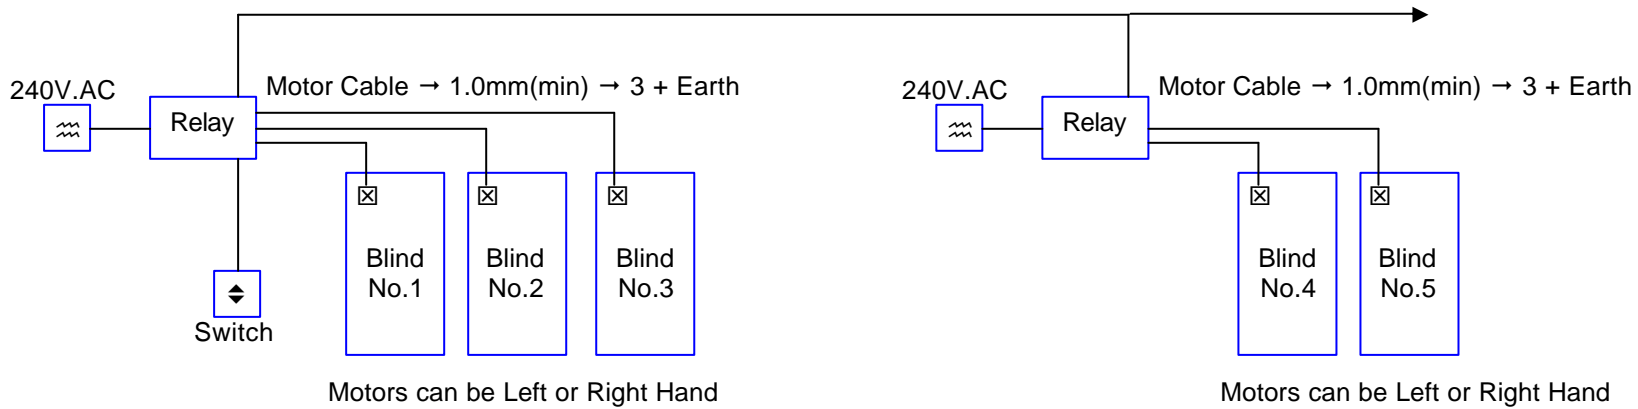 240V.AC
Motor Cable → 1.0mm(min) → 3 + Earth
Relay
Blind
No.1
Blind
No.2
Blind
No.3
Switch
Motors can be Left or Right Hand
240V.AC
Motor Cable → 1.0mm(min) → 3 + Earth
Relay
Blind
No.4
Blind
No.5
Motors can be Left or Right Hand